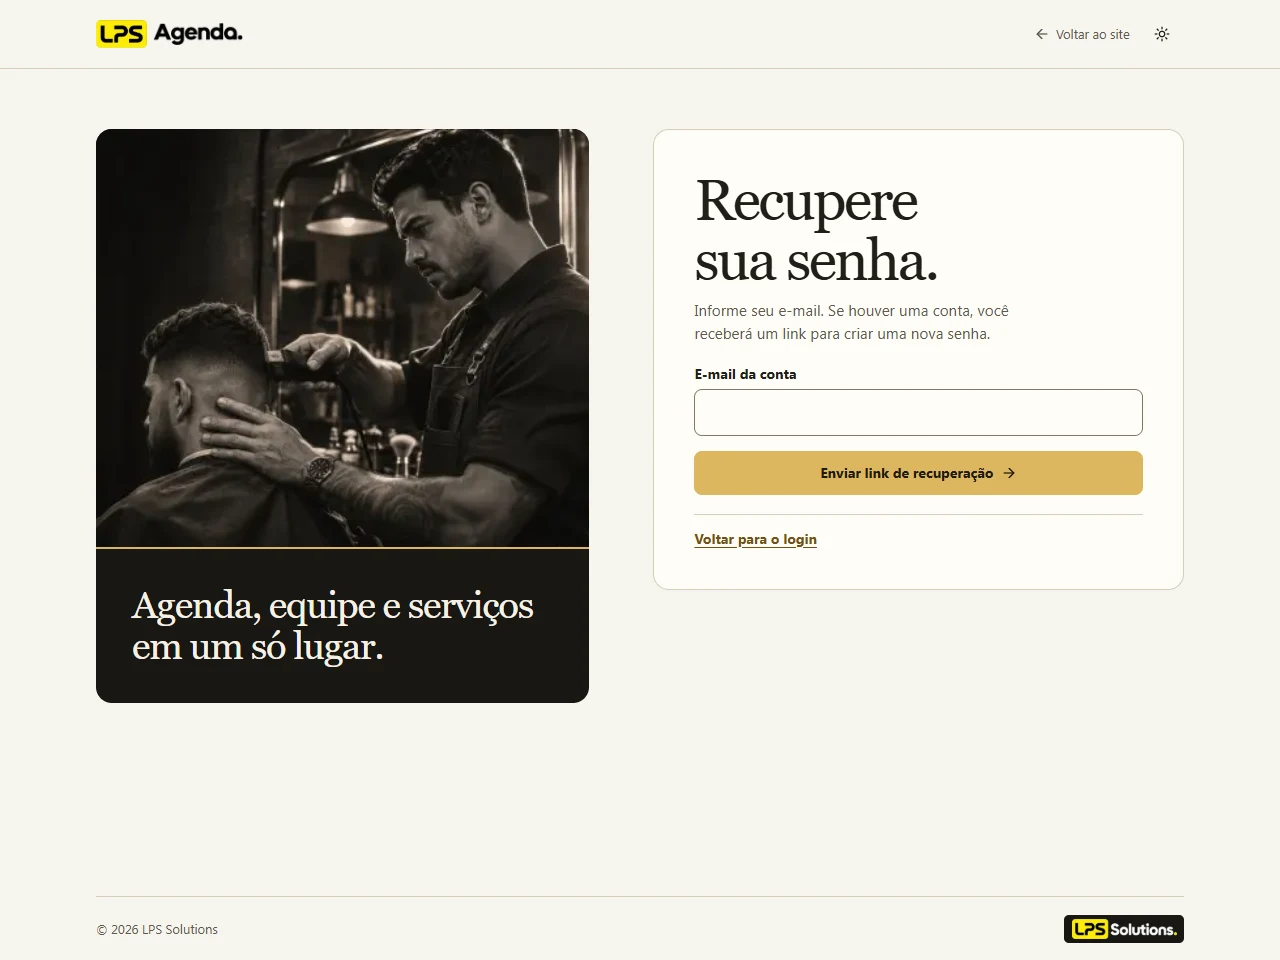 LPS Agenda.
Voltar ao site
Recupere
sua senha.
Informe seu e-mail. Se houver uma conta, você
receberá um link para criar uma nova senha.
E-mail da conta
Enviar link de recuperação
Voltar para o login
Agenda, equipe e serviços
em um só lugar.
© 2026 LPS Solutions
LPS Solutions.